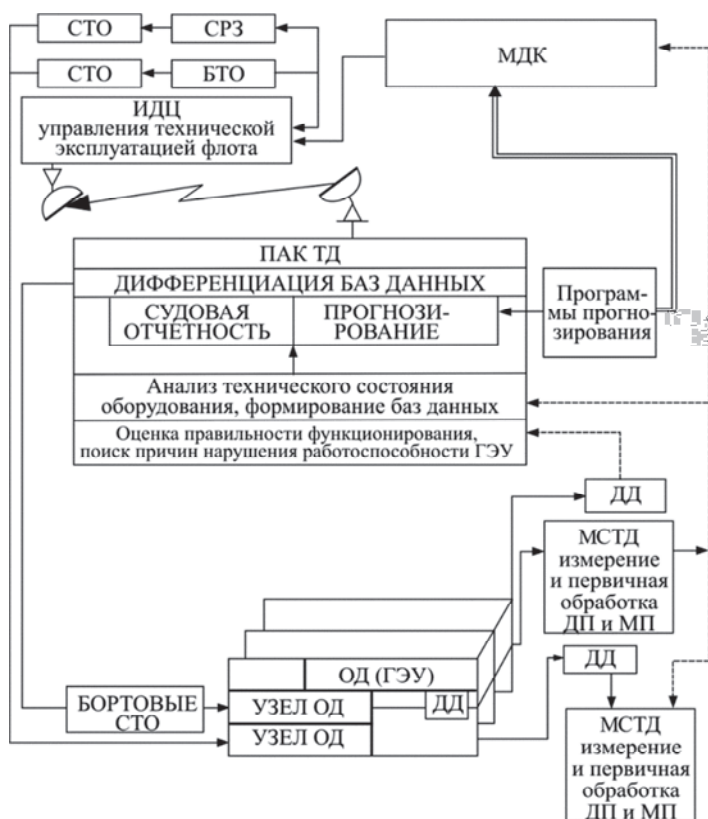 СТО
СРЗ
МДК
СТО
БТО
ИДЦ
управления технической
эксплуатацией флота
ПАК ТД
ДИФФЕРЕНЦИАЦИЯ БАЗ ДАННЫХ
СУДОВАЯ
ОТЧЕТНОСТЬ
ПРОГНОЗИ-
РОВАНИЕ
Програм-
мы прогно-
зирования
Анализ технического состояния
оборудования, формирование баз данных
Оценка правильности функционирования,
поиск причин нарушения работоспособности ГЭУ
ДД
МСТД
измерение
и первичная
обработка
ДП и МП
ОД (ГЭУ)
ДД
БОРТОВЫЕ
СТО
УЗЕЛ ОД
ДД
УЗЕЛ ОД
МСТД
измерение
и первичная
обработка
ДП и МП